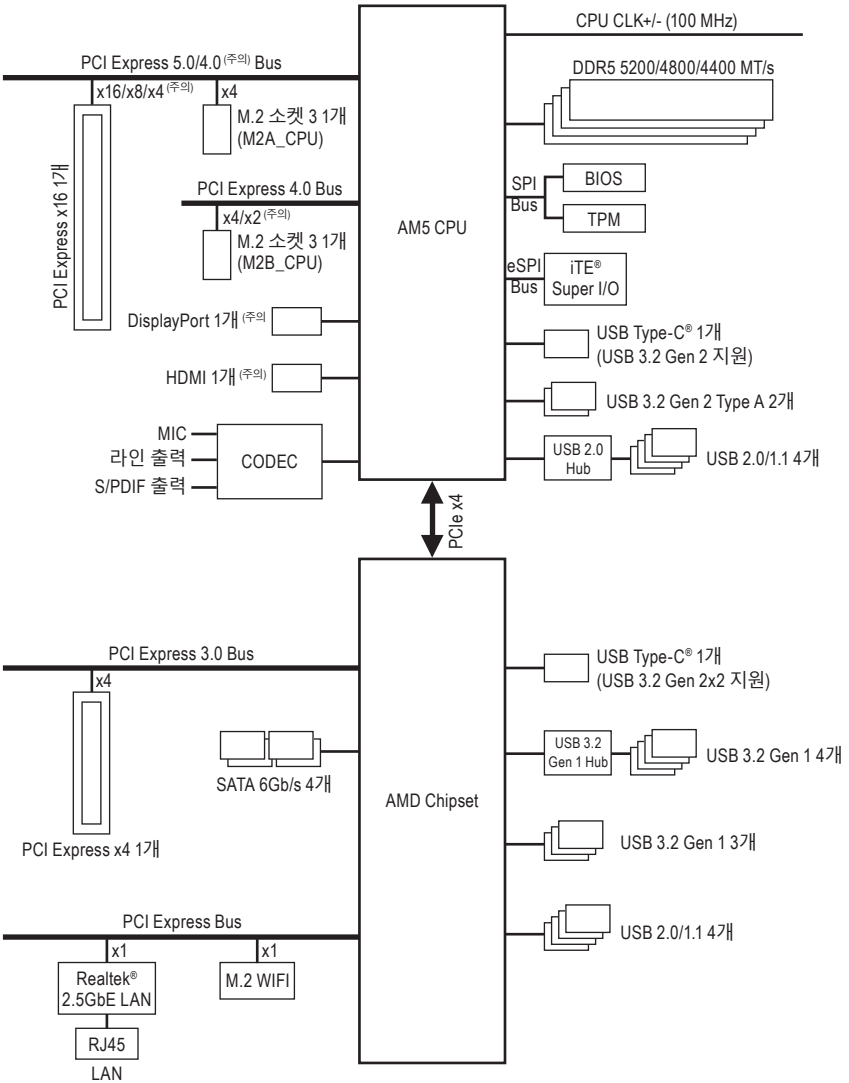 CPU CLK+/- (100 MHz)
PCI Express 5.0/4.0 (주의) Bus
DDR5 5200/4800/4400 MT/s
x16/x8/x4 (주의)
x4
M.2 소켓 3 1개
(M2A_CPU)
PCI Express x16 1개
PCI Express 4.0 Bus
x4/x2 (주의)
M.2 소켓 3 1개
(M2B_CPU)
AM5 CPU
SPI
Bus
BIOS
TPM
eSPI
Bus
iTE®
Super I/O
DisplayPort 1개 (주의
USB Type-C® 1개
(USB 3.2 Gen 2 지원)
HDMI 1개 (주의)
USB 3.2 Gen 2 Type A 2개
MIC
라인 출력
S/PDIF 출력
CODEC
USB 2.0
Hub
USB 2.0/1.1 4개
PCIe x4
PCI Express 3.0 Bus
x4
USB Type-C® 1개
(USB 3.2 Gen 2x2 지원)
SATA 6Gb/s 4개
USB 3.2
Gen 1 Hub
USB 3.2 Gen 1 4개
AMD Chipset
PCI Express x4 1개
USB 3.2 Gen 1 3개
PCI Express Bus
USB 2.0/1.1 4개
x1
x1
Realtek®
2.5GbE LAN
M.2 WIFI
RJ45
LAN